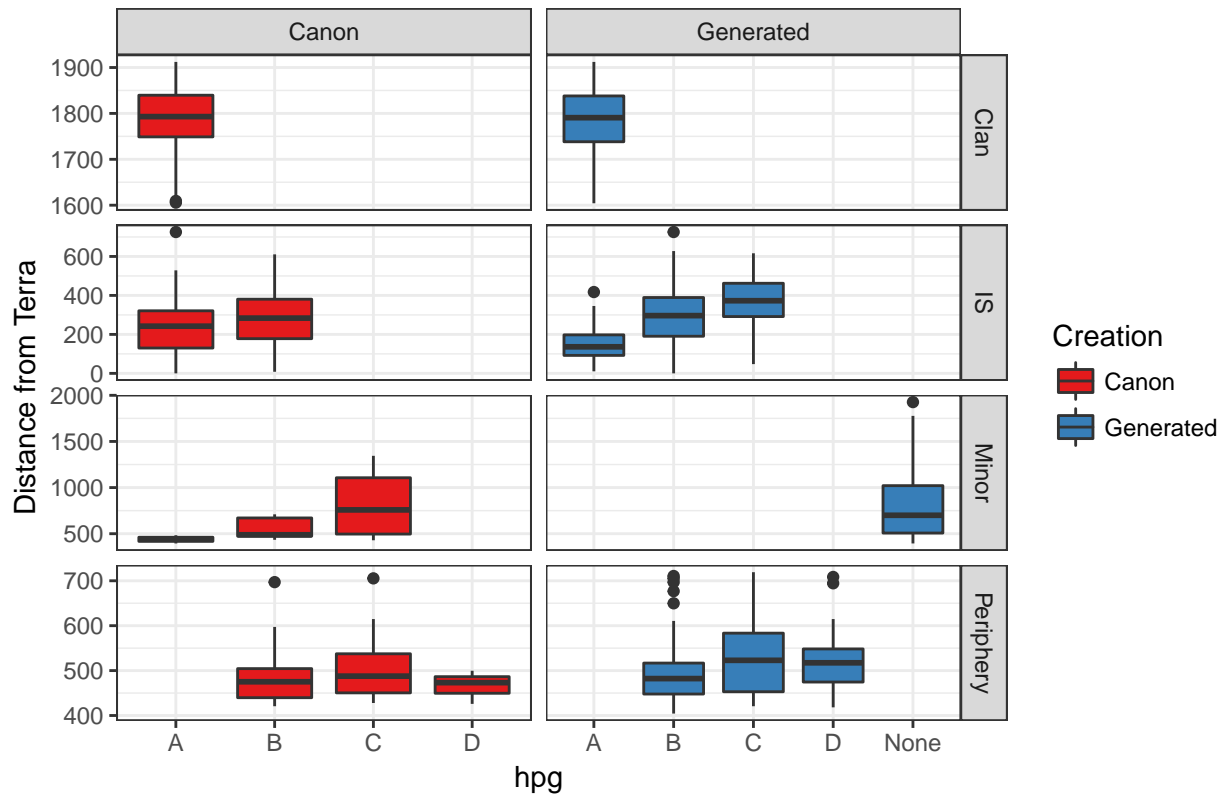 Canon Generated
1900
1800
1700
1600
Clan
600
400
200
0
IS
2000
1500
1000
500
Minor
700
600
500
400
Periphery
A B C D A B C D None
hpg
Distance from Terra
Creation
Canon
Generated